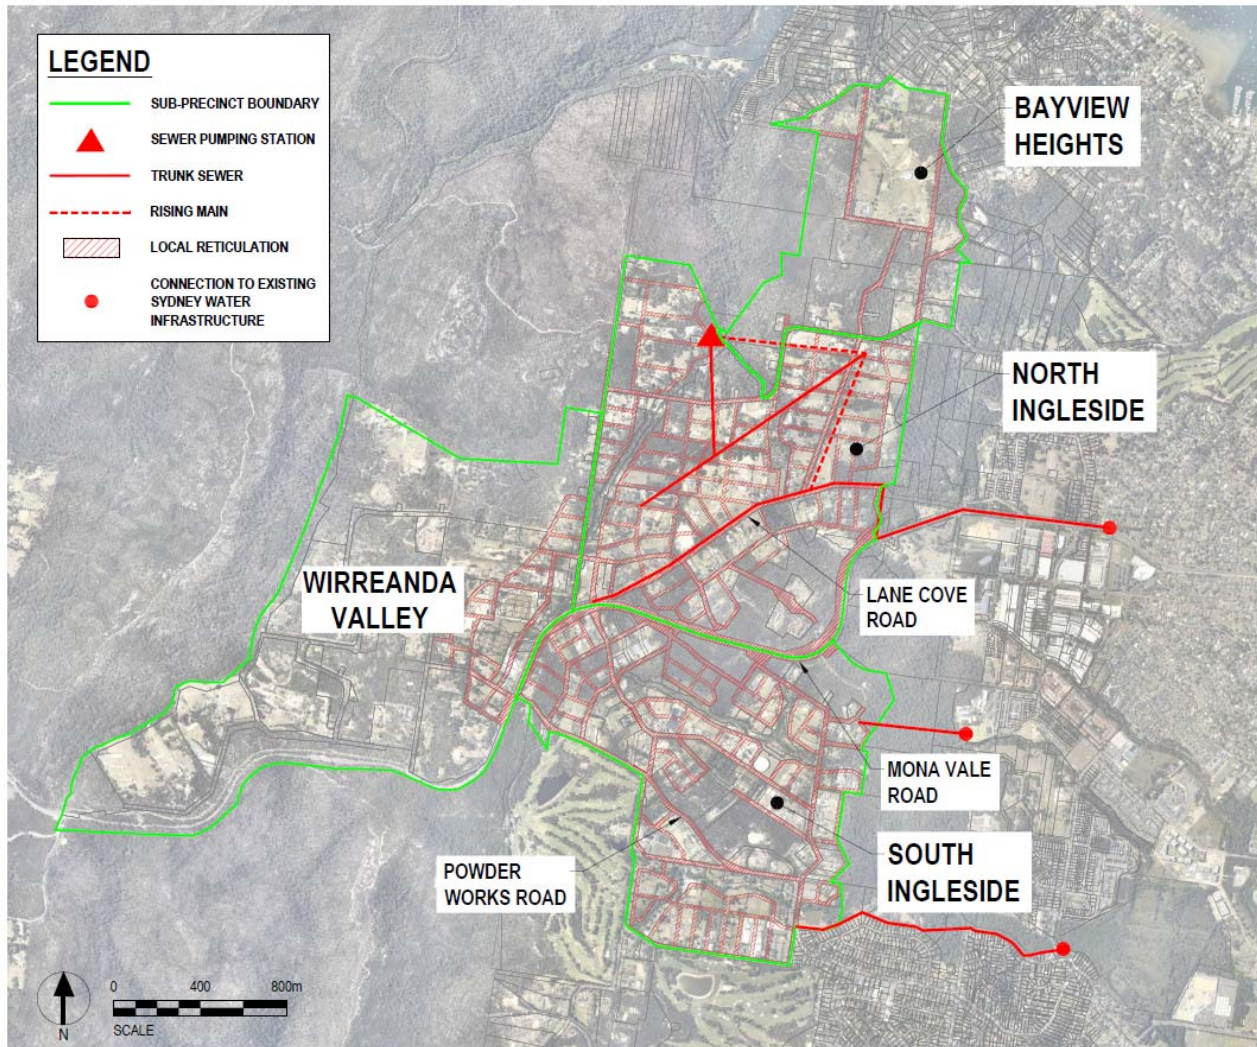 LEGEND
SUB-PRECINCT BOUNDARY
SEWER PUMPING STATION
TRUNK SEWER
RISING MAIN
LOCAL RETICULATION
CONNECTION TO EXISTING
SYDNEY WATER
INFRASTRUCTURE
BAYVIEW
HEIGHTS
NORTH
INGLESIDE
WIRREANDA
VALLEY
LANE COVE
ROAD
MONA VALE
ROAD
SOUTH
INGLESIDE
POWDER
WORKS ROAD
0 400 800m
SCALE
N